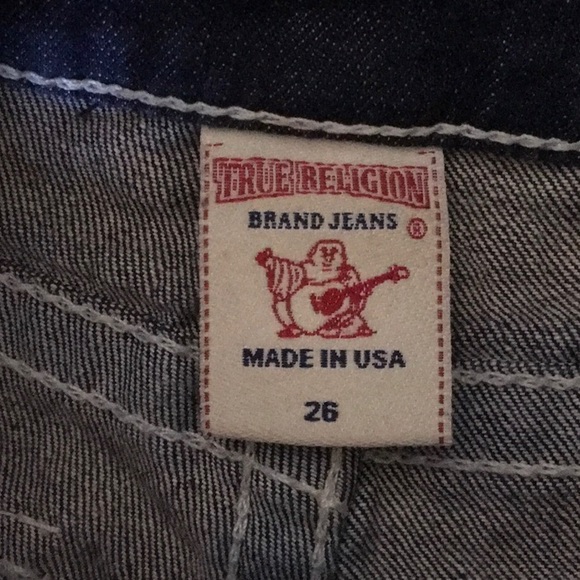 TRUE RELIGION
BRAND JEANS ®
MADE IN USA
26